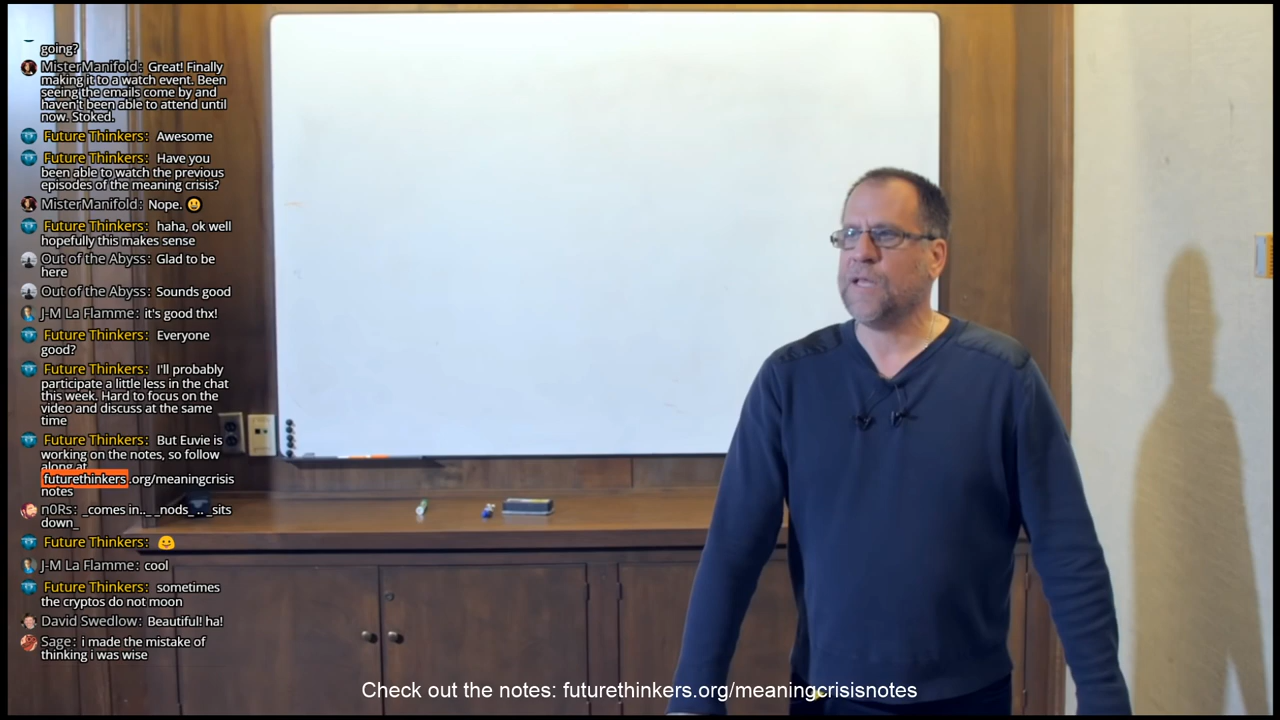 going?
MisterManifold: Great! Finally
making it to a watch event. Been
seeing the emails come by and
haven't been able to attend until
now. Stoked.
Future Thinkers: Awesome
Future Thinkers: Have you
been able to watch the previous
episodes of the meaning crisis?
MisterManifold: Nope. 😀
Future Thinkers: haha, ok well
hopefully this makes sense
Out of the Abyss: Glad to be
here
Out of the Abyss: Sounds good
J-M La Flamme: it's good thx!
Future Thinkers: Everyone
good?
Future Thinkers: I'll probably
participate a little less in the chat
this week. Hard to focus on the
video and discuss at the same
time
Future Thinkers: But Euvie is
working on the notes, so follow
along at
futurethinkers.org/meaningcrisis
notes
n0Rs: _comes in.._ _nods_ .. _sits
down_
Future Thinkers: 🙂
J-M La Flamme: cool
Future Thinkers: sometimes
the cryptos do not moon
David Swedlow: Beautiful! ha!
Sage: i made the mistake of
thinking i was wise
Check out the notes: futurethinkers.org/meaningcrisisnotes